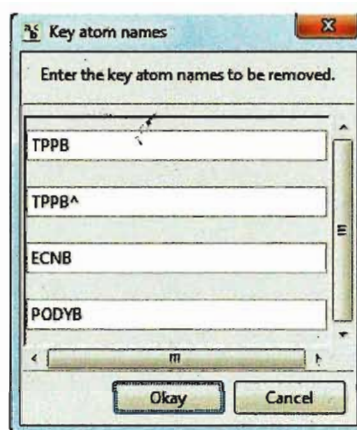 Key atom names
Enter the key atom names to be removed.
TPPB
TPPB^
ECNB
PODYB
Okay
Cancel